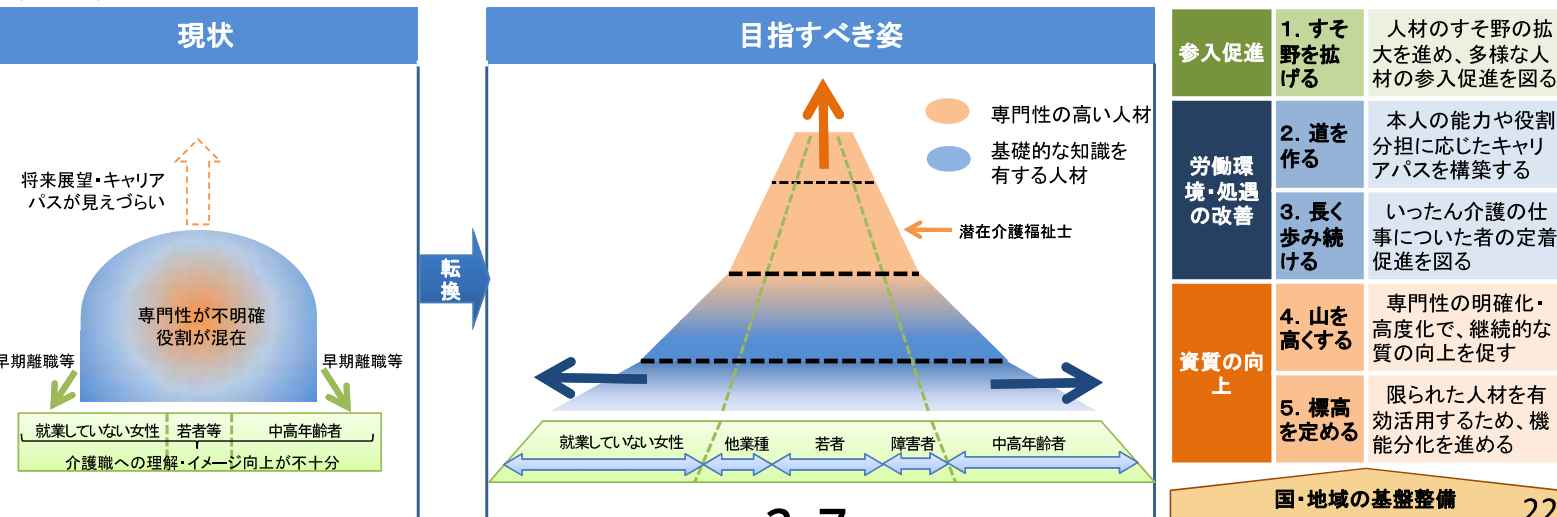 現状
将来展望・キャリア
パスが見えづらい
専門性が不明確
役割が混在
早期離職等
早期離職等
就業していない女性
若者等
中高年齢者
介護職への理解・イメージ向上が不十分
転換
目指すべき姿
専門性の高い人材
基礎的な知識を
有する人材
潜在介護福祉士
就業していない女性
他業種
若者
障害者
中高年齢者
参入促進
1. すそ
野を拡
げる
人材のすそ野の拡
大を進め、多様な人
材の参入促進を図る
労働環
境・処遇
の改善
2. 道を
作る
本人の能力や役割
分担に応じたキャリ
アパスを構築する
3. 長く
歩み続
ける
いったん介護の仕
事についた者の定着
促進を図る
資質の向
上
4. 山を
高くする
専門性の明確化・
高度化で、継続的な
質の向上を促す
5. 標高
を定める
限られた人材を有
効活用するため、機
能分化を進める
国・地域の基盤整備
22